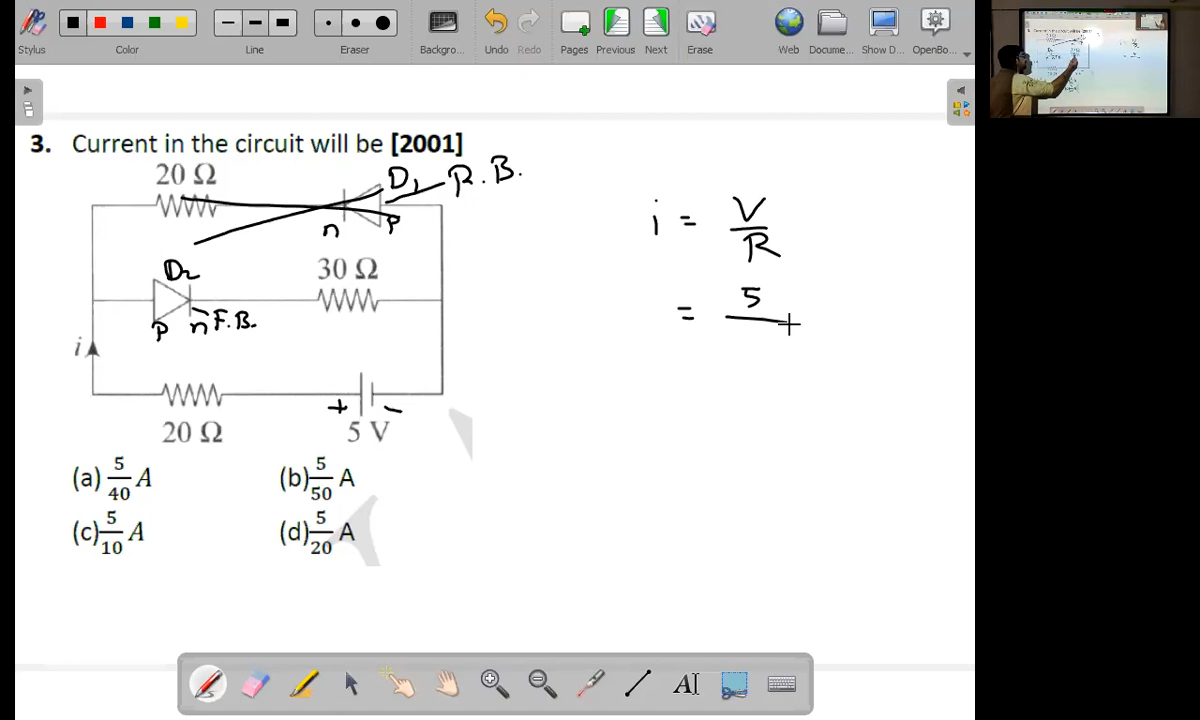 Stylus Color Line Eraser Backgro... Undo Redo Pages Previous Next Erase Web Docume... Show D... OpenBo...
3. Current in the circuit will be [2001]
20 Ω
D₁ R.B.
n P
D₂
30 Ω
P n F.B.
i
+ -
20 Ω 5 V
(a) 5/40 A (b) 5/50 A
(c) 5/10 A (d) 5/20 A
i = V/R
= 5